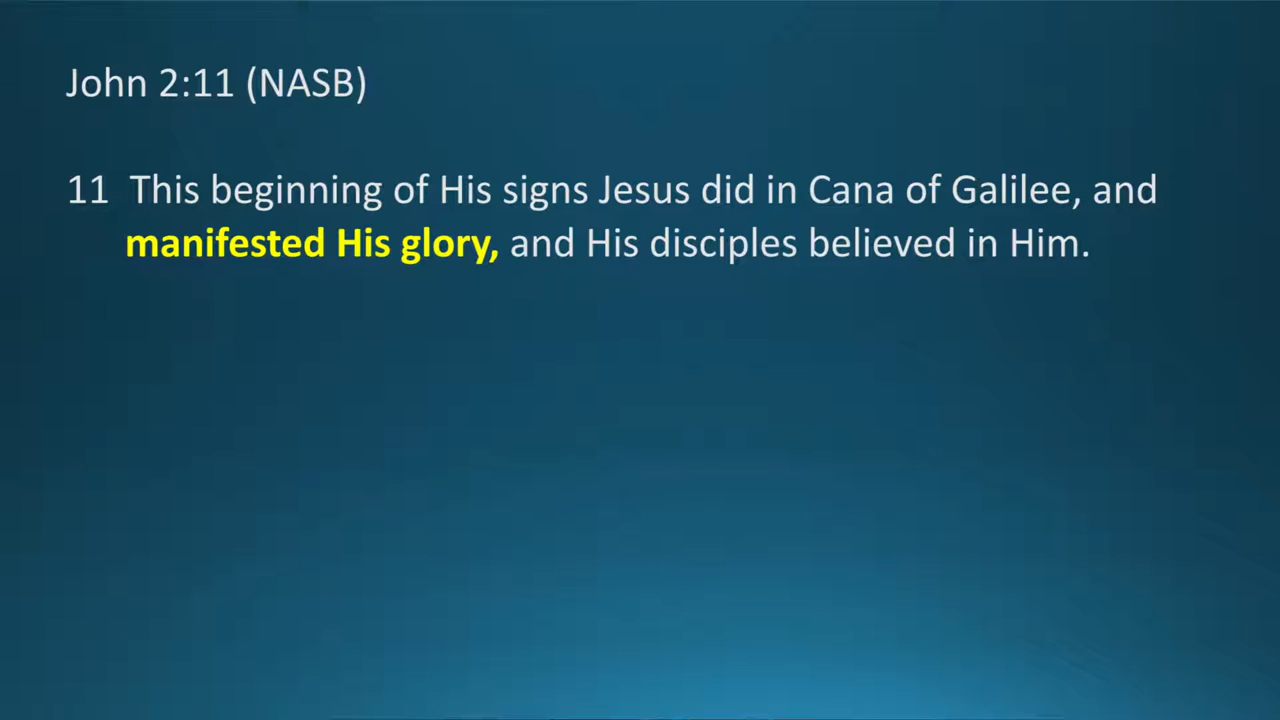 John 2:11 (NASB)
11 This beginning of His signs Jesus did in Cana of Galilee, and
manifested His glory, and His disciples believed in Him.